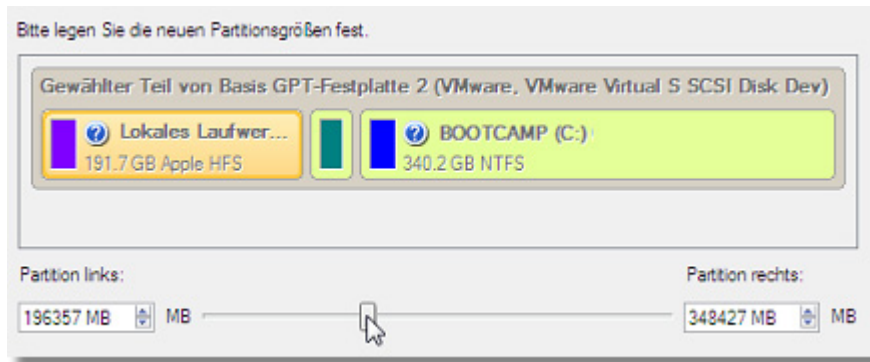 Bitte legen Sie die neuen Partitionsgrößen fest.
Gewählter Teil von Basis GPT-Festplatte 2 (VMware, VMware Virtual S SCSI Disk Dev)
Lokales Laufwer...
191.7 GB Apple HFS
BOOTCAMP (C:)
340.2 GB NTFS
Partition links:
Partition rechts:
196357 MB MB
348427 MB MB